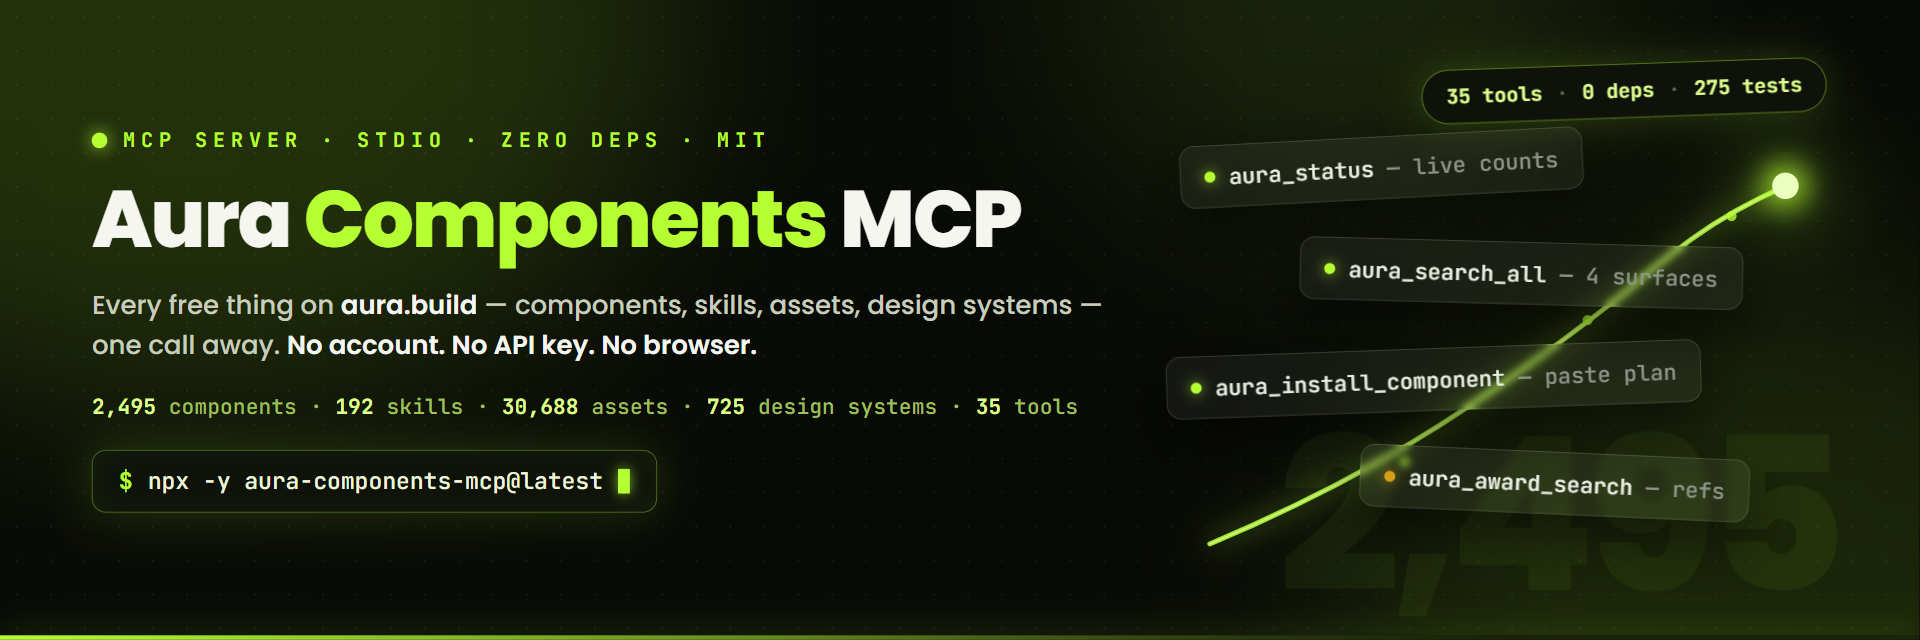 MCP SERVER · STDIO · ZERO DEPS · MIT
Aura Components MCP
Every free thing on aura.build — components, skills, assets, design systems —
one call away. No account. No API key. No browser.
2,495 components · 192 skills · 30,688 assets · 725 design systems · 35 tools
$ npx -y aura-components-mcp@latest
35 tools · 0 deps · 275 tests
aura_status — live counts
aura_search_all — 4 surfaces
aura_install_component — paste plan
aura_award_search — refs
2,495